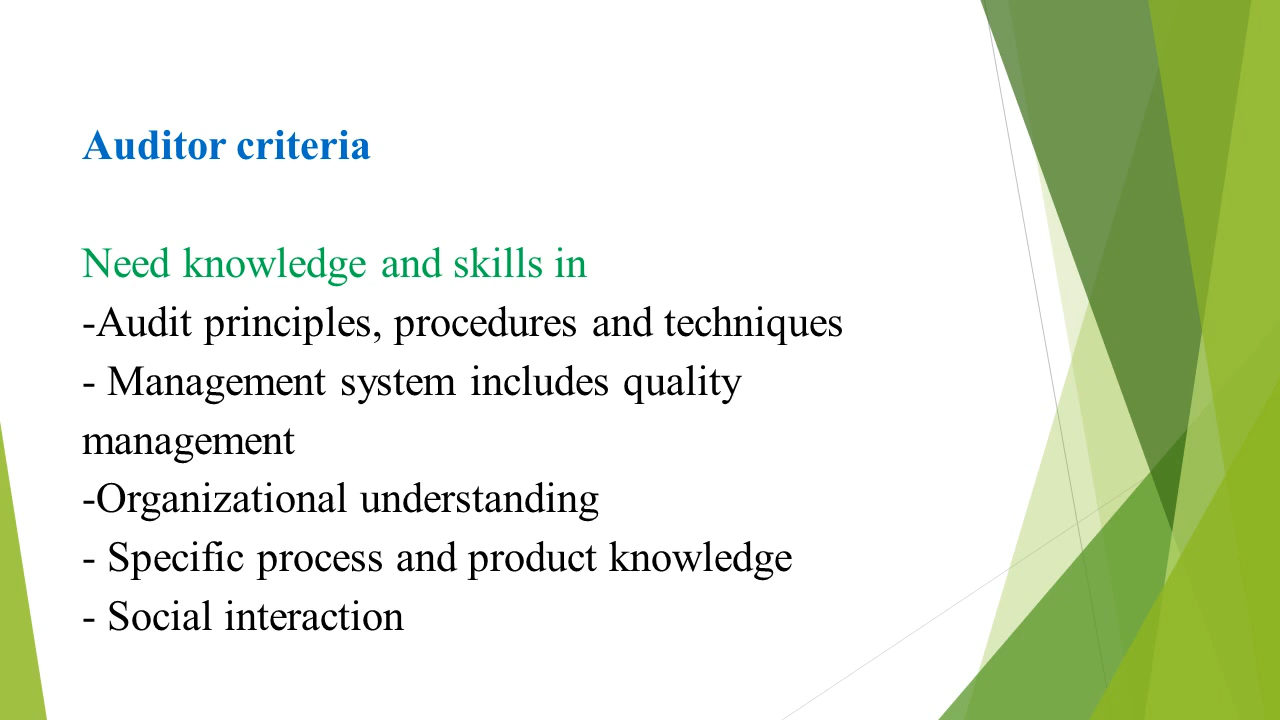 Auditor criteria
Need knowledge and skills in
-Audit principles, procedures and techniques
- Management system includes quality
management
-Organizational understanding
- Specific process and product knowledge
- Social interaction